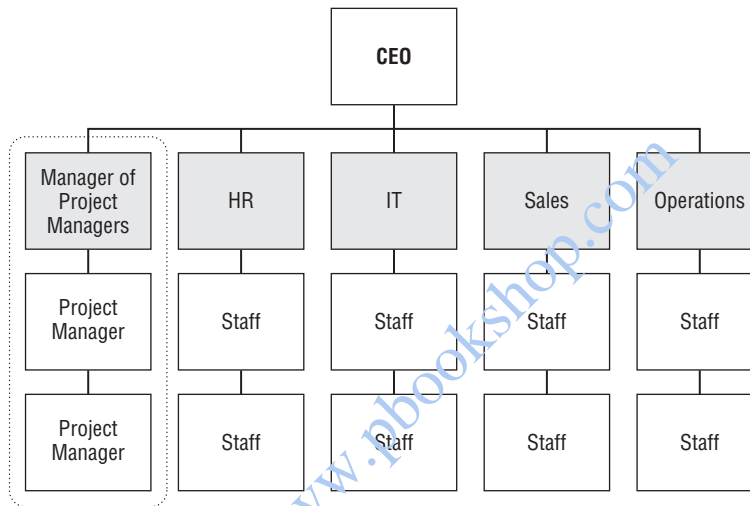 CEO
Manager of
Project
Managers
HR
IT
Sales
Operations
Project
Manager
Staff
Staff
Staff
Staff
Project
Manager
Staff
Staff
Staff
Staff
www.pbookshop.com